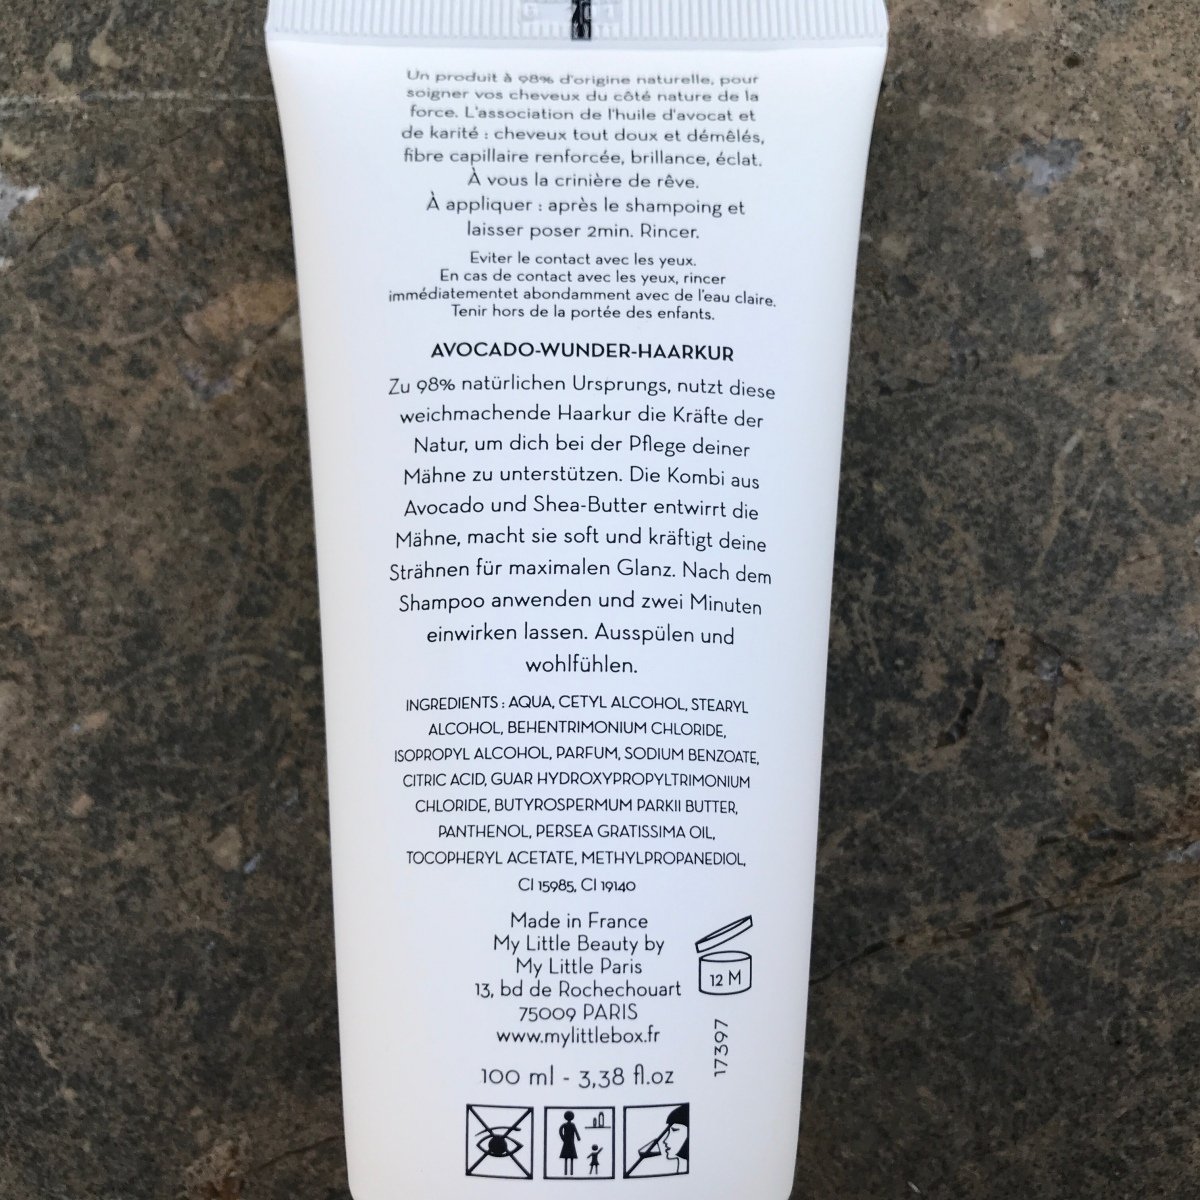 Un produit à 98% d'origine naturelle, pour
soigner vos cheveux du côté nature de la
force. L'association de l'huile d'avocat et
de karité : cheveux tout doux et démêlés,
fibre capillaire renforcée, brillance, éclat.
À vous la crinière de rêve.
À appliquer : après le shampoing et
laisser poser 2min. Rincer.
Eviter le contact avec les yeux.
En cas de contact avec les yeux, rincer
immédiatementet abondamment avec de l'eau claire.
Tenir hors de la portée des enfants.
AVOCADO-WUNDER-HAARKUR
Zu 98% natürlichen Ursprungs, nutzt diese
weichmachende Haarkur die Kräfte der
Natur, um dich bei der Pflege deiner
Mähne zu unterstützen. Die Kombi aus
Avocado und Shea-Butter entwirrt die
Mähne, macht sie soft und kräftigt deine
Strähnen für maximalen Glanz. Nach dem
Shampoo anwenden und zwei Minuten
einwirken lassen. Ausspülen und
wohlfühlen.
INGREDIENTS : AQUA, CETYL ALCOHOL, STEARYL
ALCOHOL, BEHENTRIMONIUM CHLORIDE,
ISOPROPYL ALCOHOL, PARFUM, SODIUM BENZOATE,
CITRIC ACID, GUAR HYDROXYPROPYLTRIMONIUM
CHLORIDE, BUTYROSPERMUM PARKII BUTTER,
PANTHENOL, PERSEA GRATISSIMA OIL,
TOCOPHERYL ACETATE, METHYLPROPANEDIOL,
CI 15985, CI 19140
Made in France
My Little Beauty by
My Little Paris
13, bd de Rochechouart
75009 PARIS
www.mylittlebox.fr
12 M
17397
100 ml - 3,38 fl.oz